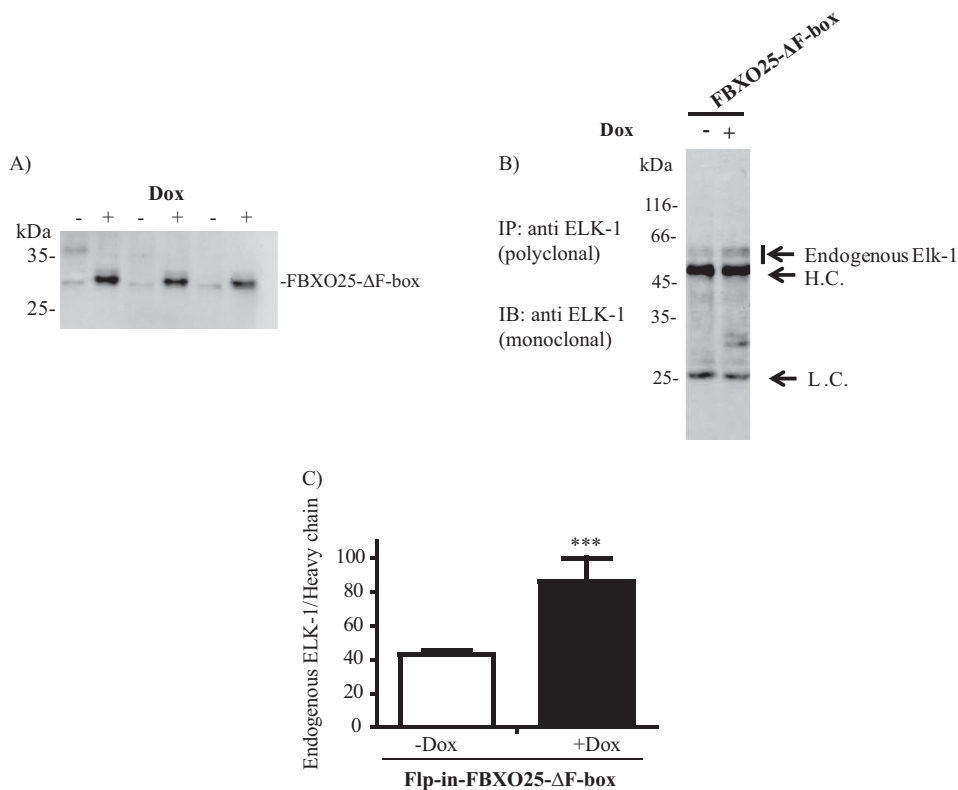 A)
Dox
- + - + - +
kDa
35-
25-
-FBXO25-ΔF-box
B)
FBXO25-ΔF-box
Dox - +
kDa
116-
66-
45-
35-
25-
IP: anti ELK-1
(polyclonal)
IB: anti ELK-1
(monoclonal)
Endogenous Elk-1
H.C.
L .C.
C)
Endogenous ELK-1/Heavy chain
100
80
60
40
20
0
***
-Dox +Dox
Flp-in-FBXO25-ΔF-box